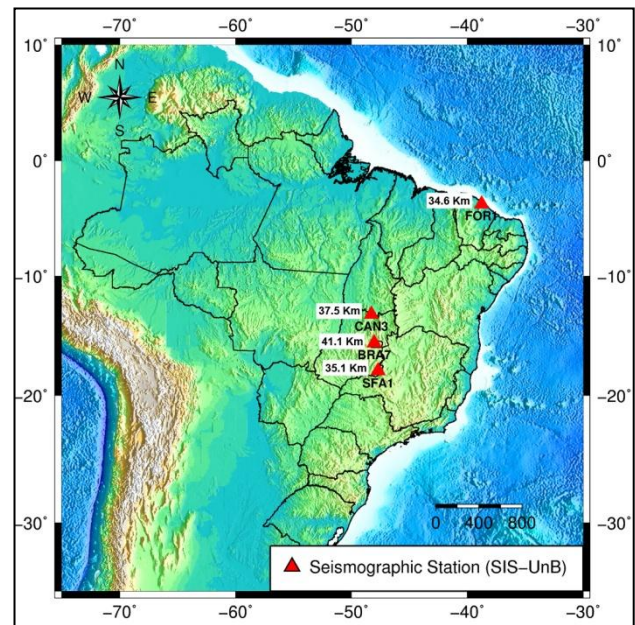 −70° −60° −50° −40° −30°
10° 10°
N
W E
S
0° 0°
34.6 Km
FOR1
−10° −10°
37.5 Km
CAN3
41.1 Km
BRA7
35.1 Km
SFA1
−20° −20°
−30° −30°
0 400 800
Seismographic Station (SIS−UnB)
−70° −60° −50° −40° −30°